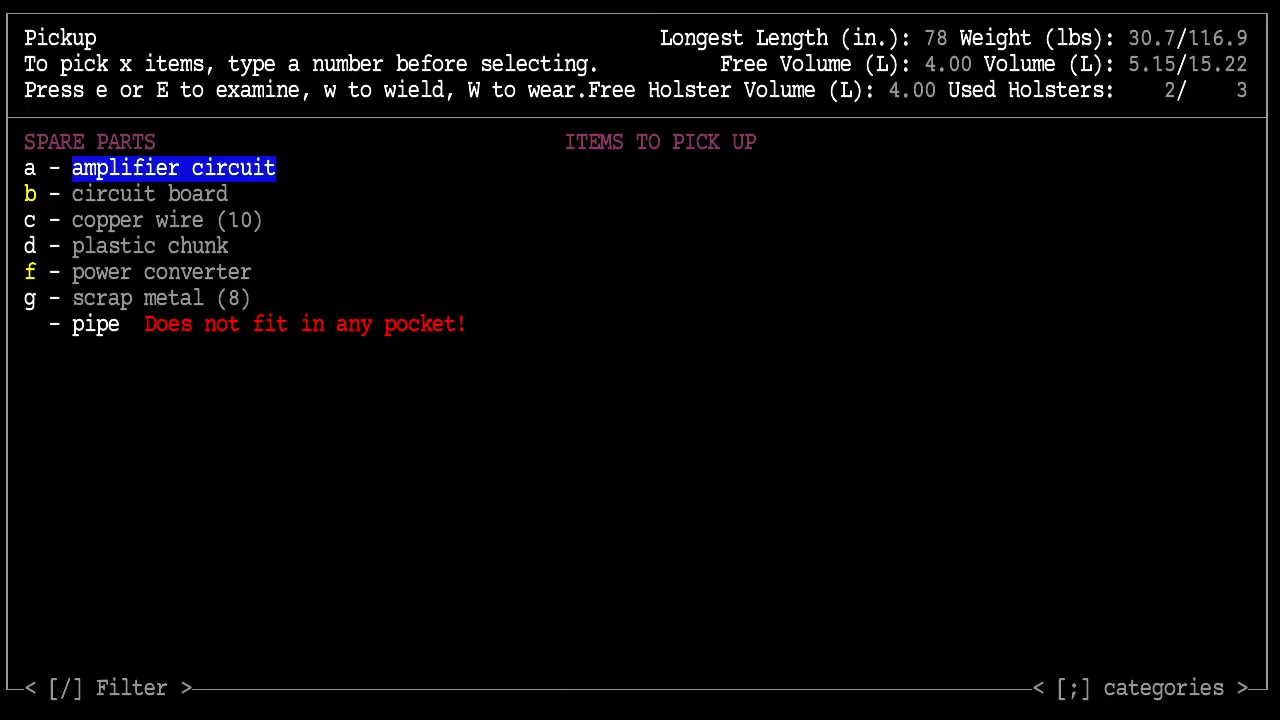 Pickup Longest Length (in.): 78 Weight (lbs): 30.7/116.9
To pick x items, type a number before selecting. Free Volume (L): 4.00 Volume (L): 5.15/15.22
Press e or E to examine, w to wield, W to wear.Free Holster Volume (L): 4.00 Used Holsters: 2/ 3
SPARE PARTS ITEMS TO PICK UP
a - amplifier circuit
b - circuit board
c - copper wire (10)
d - plastic chunk
f - power converter
g - scrap metal (8)
- pipe Does not fit in any pocket!
< [/] Filter > < [;] categories >